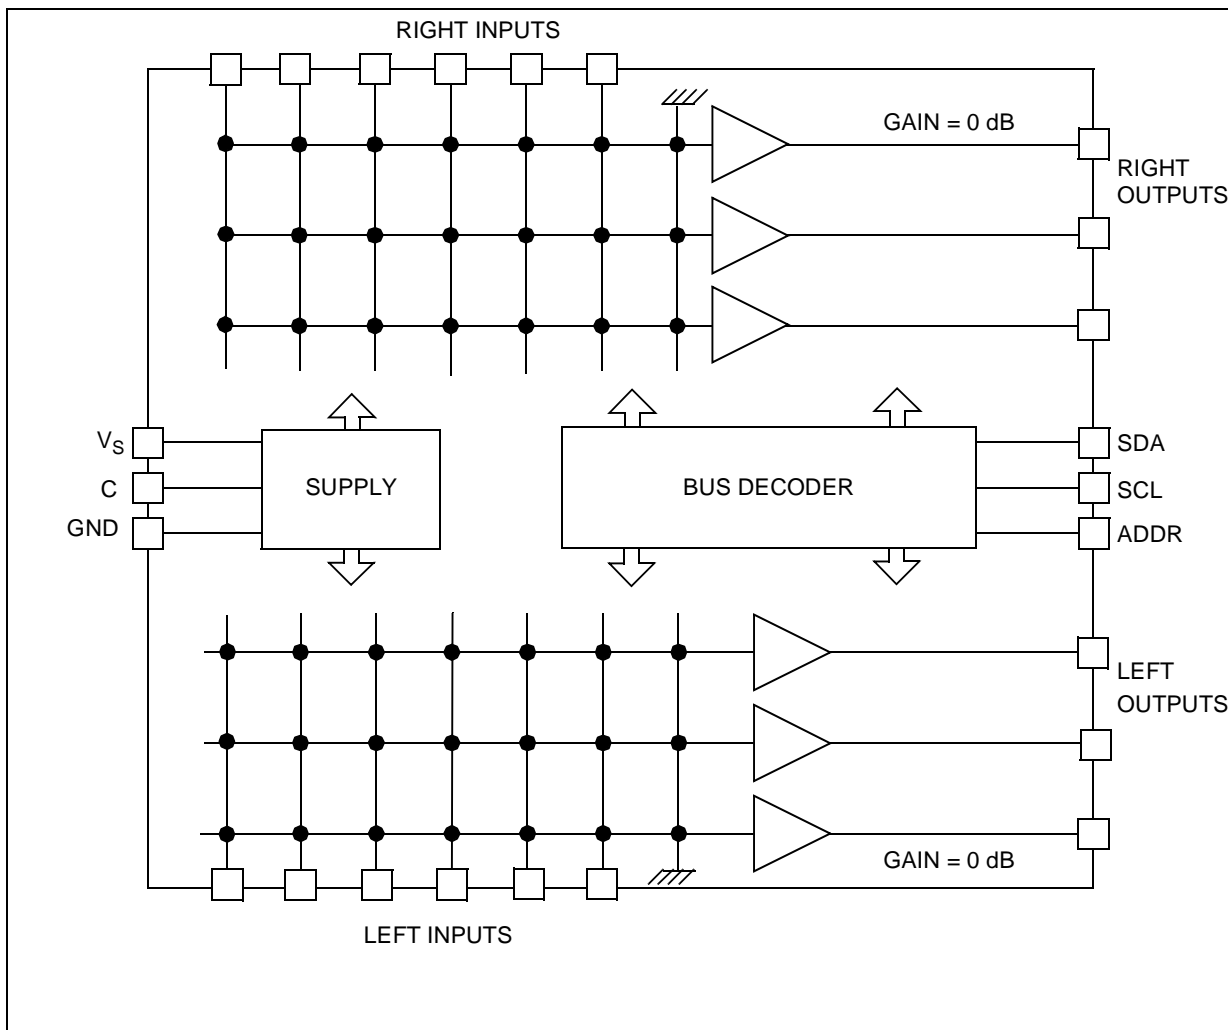 RIGHT INPUTS
GAIN = 0 dB
RIGHT
OUTPUTS
VS
C
GND
SUPPLY
BUS DECODER
SDA
SCL
ADDR
LEFT
OUTPUTS
GAIN = 0 dB
LEFT INPUTS